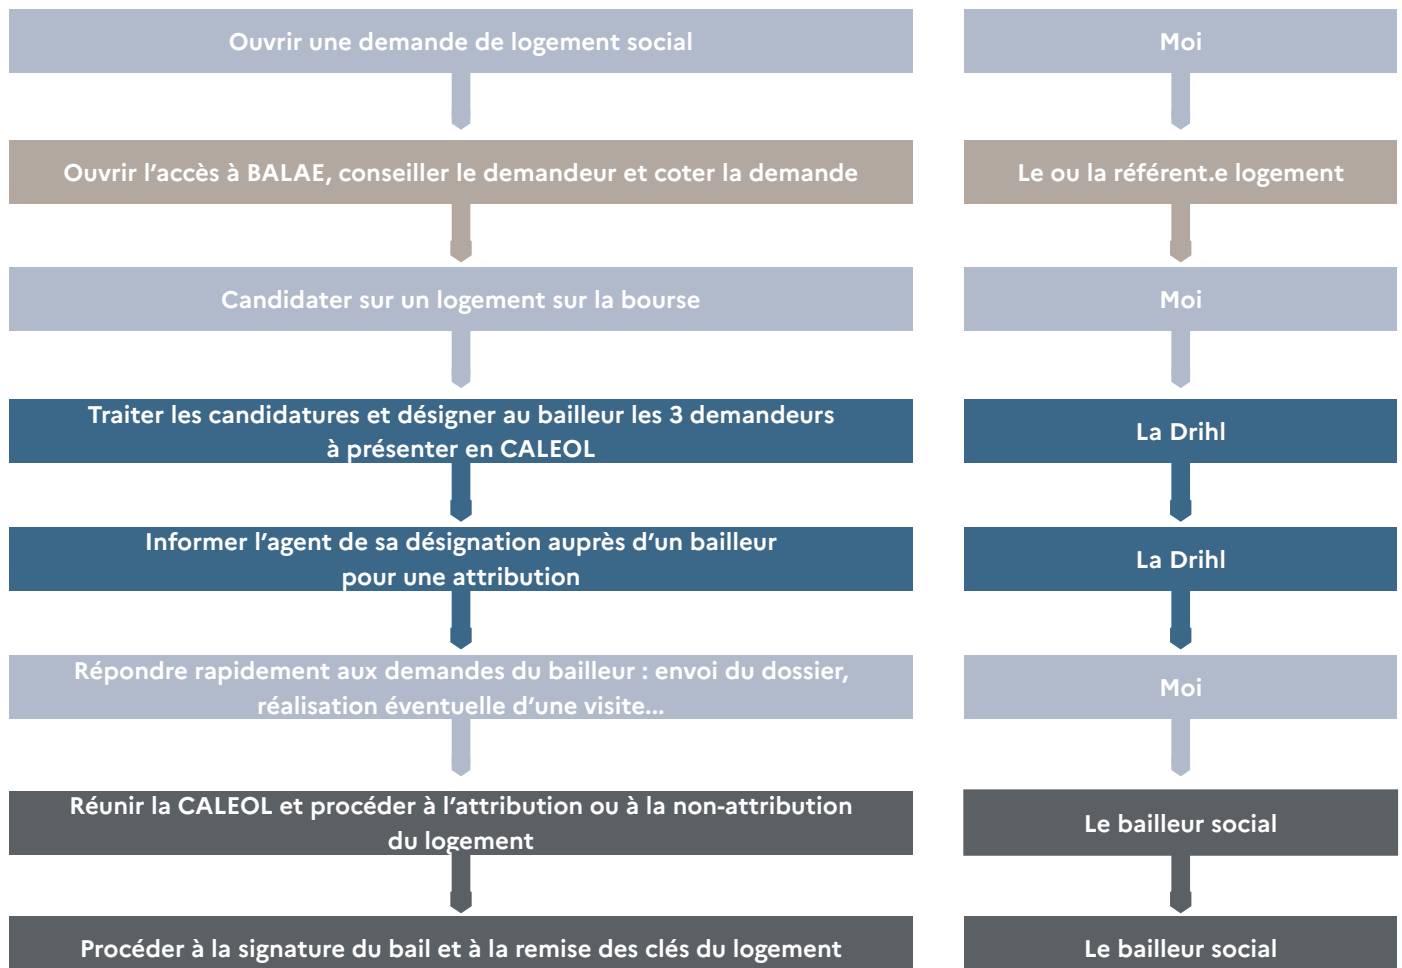 Ouvrir une demande de logement social
Moi
Ouvrir l’accès à BALAE, conseiller le demandeur et coter la demande
Le ou la référent.e logement
Candidater sur un logement sur la bourse
Moi
Traiter les candidatures et désigner au bailleur les 3 demandeurs
à présenter en CALEOL
La Drihl
Informer l’agent de sa désignation auprès d’un bailleur
pour une attribution
La Drihl
Répondre rapidement aux demandes du bailleur : envoi du dossier,
réalisation éventuelle d’une visite...
Moi
Réunir la CALEOL et procéder à l’attribution ou à la non-attribution
du logement
Le bailleur social
Procéder à la signature du bail et à la remise des clés du logement
Le bailleur social